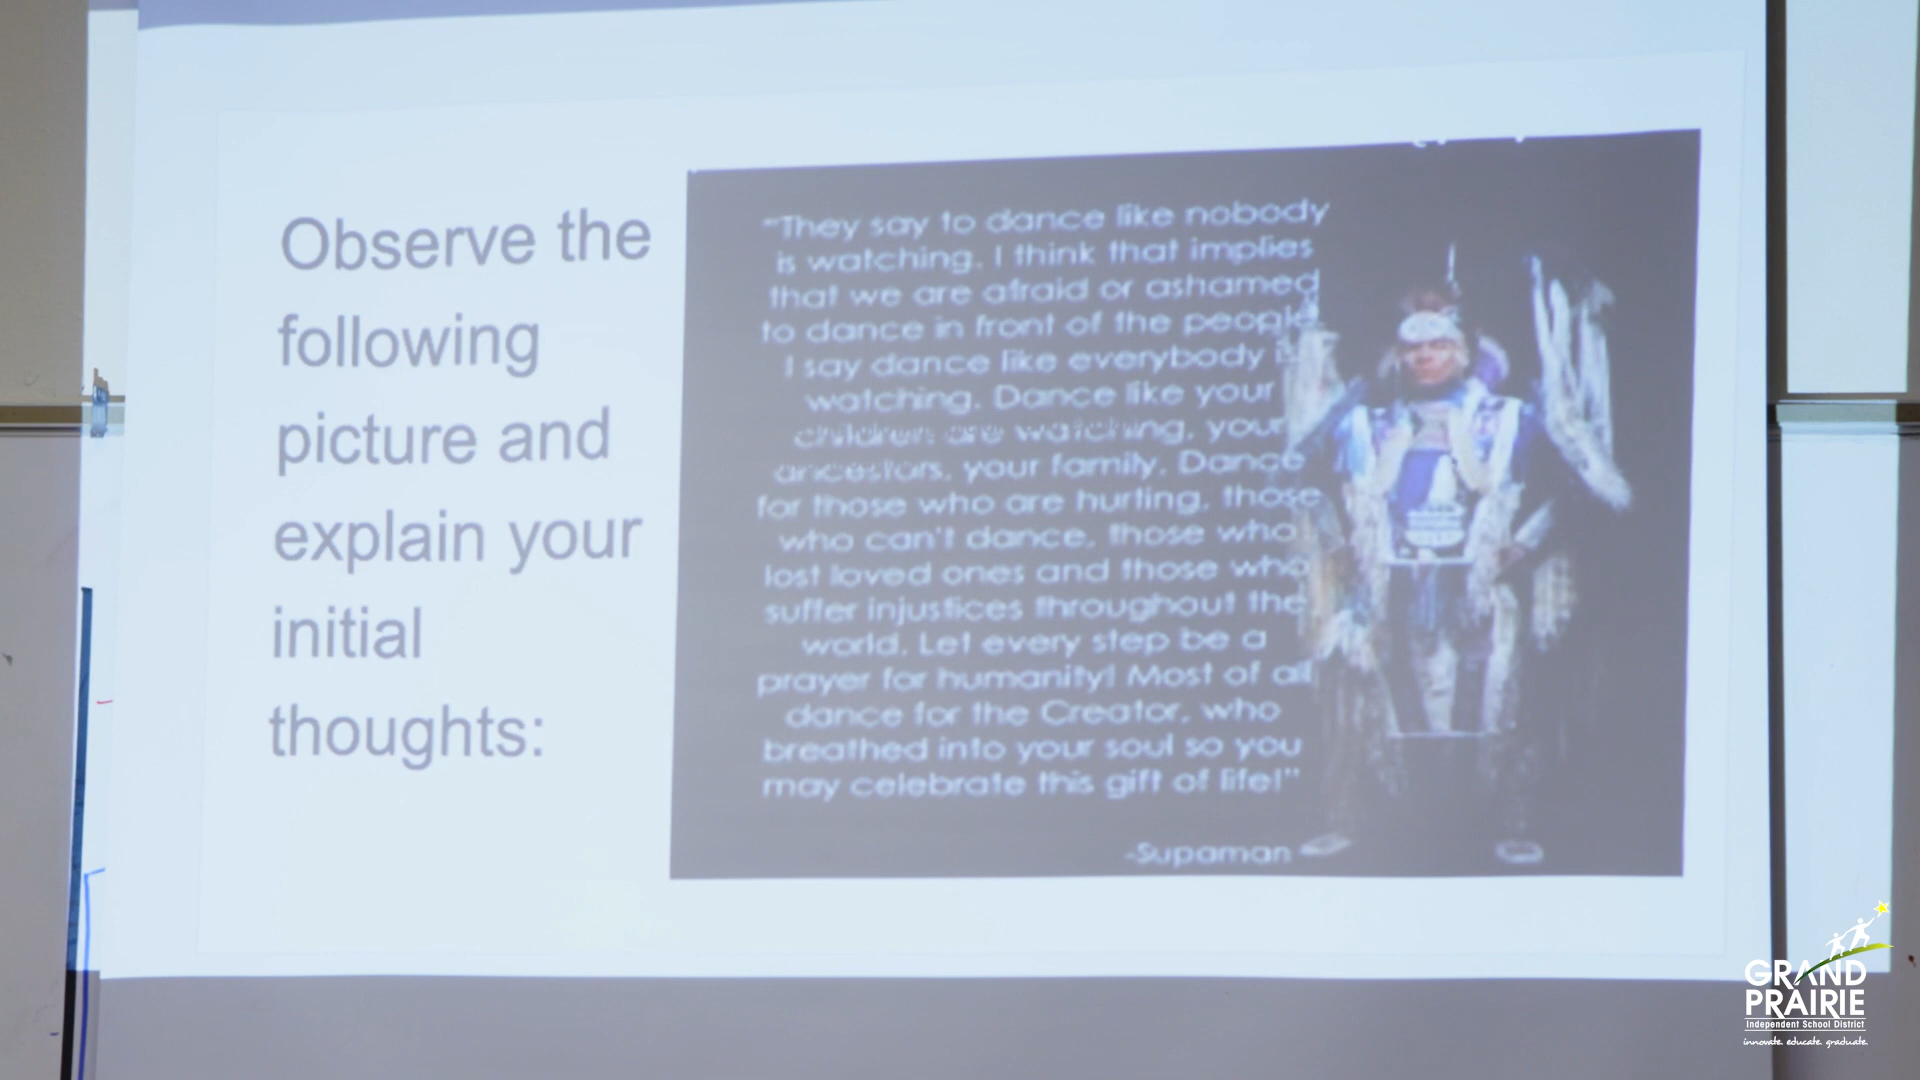 Observe the
following
picture and
explain your
initial
thoughts:
"They say to dance like nobody
is watching. I think that implies
that we are afraid or ashamed
to dance in front of the people.
I say dance like everybody is
watching. Dance like your
children are watching, your
ancestors, your family. Dance
for those who are hurting, those
who can't dance, those who
lost loved ones and those who
suffer injustices throughout the
world. Let every step be a
prayer for humanity! Most of all
dance for the Creator, who
breathed into your soul so you
may celebrate this gift of life!"
-Supaman
GRAND
PRAIRIE
Independent School District
innovate. educate. graduate.